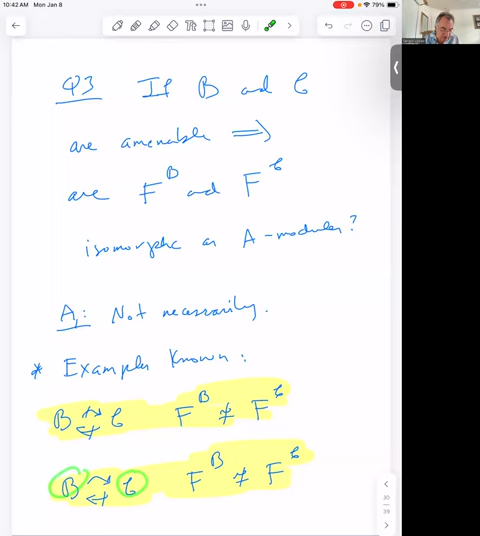 10:42 AM Mon Jan 8
79%
Q3 If B and C
are amenable ⟹
are F^B and F^C
isomorphic as A-modules?
A: Not necessarily.
* Examples Known:
F^B ≄ F^C
F^B ≄ F^C
30
39